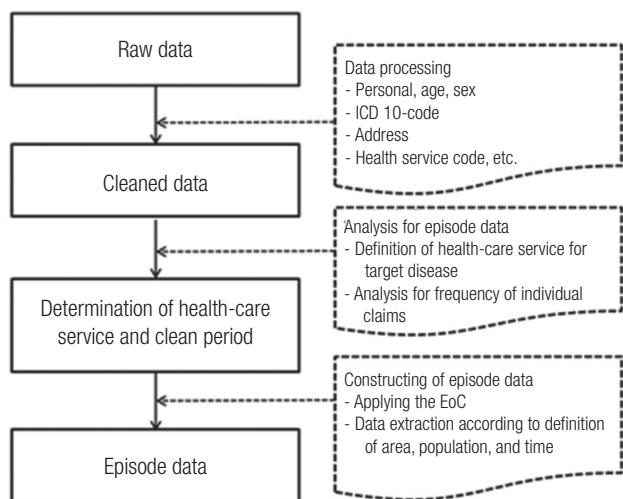 Raw data
Data processing
- Personal, age, sex
- ICD 10-code
- Address
- Health service code, etc.
Cleaned data
Analysis for episode data
- Definition of health-care service for
target disease
- Analysis for frequency of individual
claims
Determination of health-care
service and clean period
Constructing of episode data
- Applying the EoC
- Data extraction according to definition
of area, population, and time
Episode data